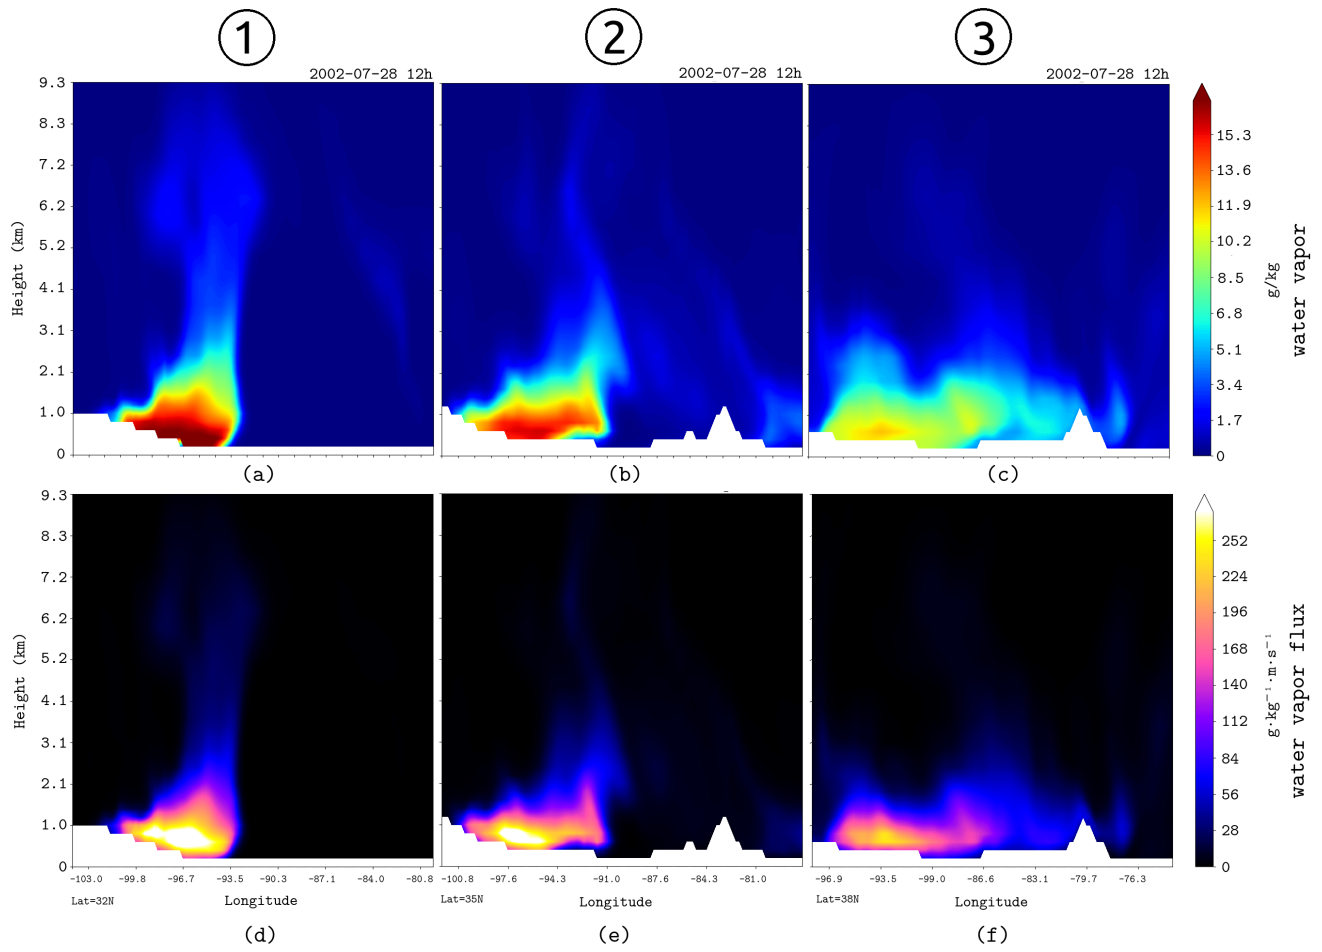 1 2 3
2002-07-28 12h 2002-07-28 12h 2002-07-28 12h
9.3
8.3
7.2
6.2
5.2
4.1
3.1
2.1
1.0
0
Height (km)
15.3
13.6
11.9
10.2
8.5
6.8
5.1
3.4
1.7
0
g/kg
water vapor
(a) (b) (c)
9.3
8.3
7.2
6.2
5.2
4.1
3.1
2.1
1.0
0
Height (km)
252
224
196
168
140
112
84
56
28
0
g·kg⁻¹·m·s⁻¹
water vapor flux
-103.0 -99.8 -96.7 -93.5 -90.3 -87.1 -84.0 -80.8
-100.8 -97.6 -94.3 -91.0 -87.6 -84.3 -81.0
-96.9 -93.5 -99.0 -86.6 -83.1 -79.7 -76.3
Lat=32N Longitude
Lat=35N Longitude
Lat=38N Longitude
(d) (e) (f)